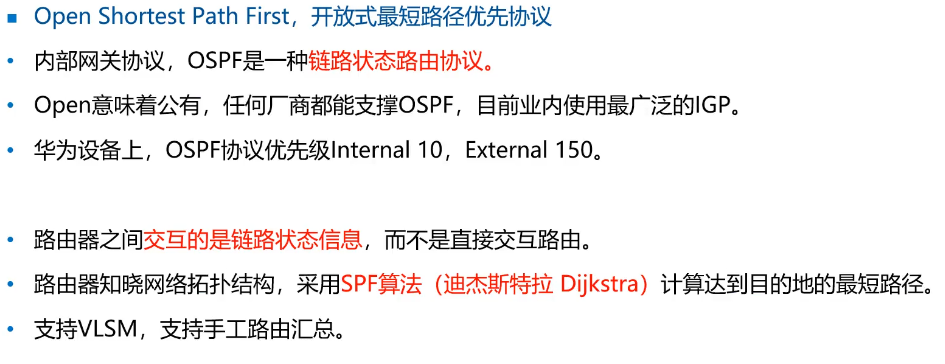 ■ Open Shortest Path First，开放式最短路径优先协议
• 内部网关协议，OSPF是一种链路状态路由协议。
• Open意味着公有，任何厂商都能支撑OSPF，目前业内使用最广泛的IGP。
• 华为设备上，OSPF协议优先级Internal 10，External 150。
• 路由器之间交互的是链路状态信息，而不是直接交互路由。
• 路由器知晓网络拓扑结构，采用SPF算法（迪杰斯特拉 Dijkstra）计算达到目的地的最短路径。
• 支持VLSM，支持手工路由汇总。